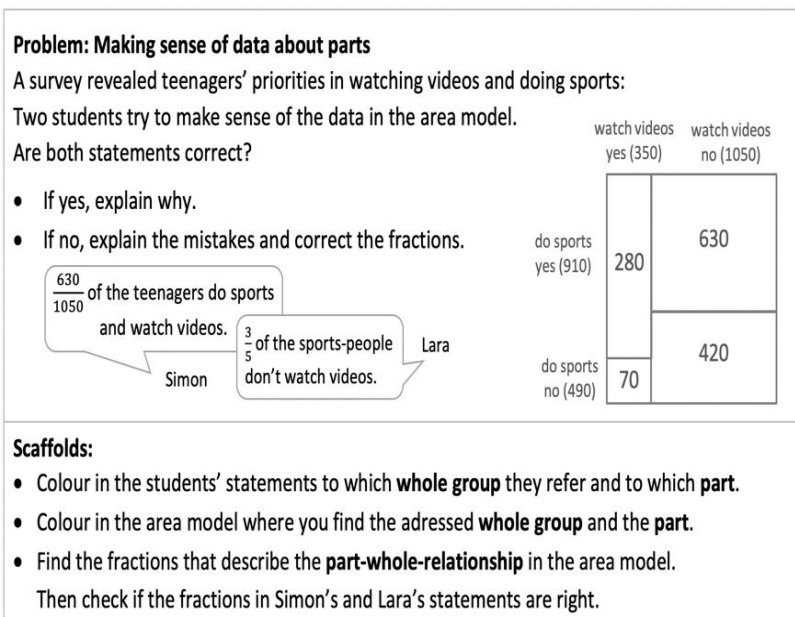 Problem: Making sense of data about parts
A survey revealed teenagers' priorities in watching videos and doing sports:
Two students try to make sense of the data in the area model.
Are both statements correct?
• If yes, explain why.
• If no, explain the mistakes and correct the fractions.
630/1050 of the teenagers do sports
and watch videos.
Simon
3/5 of the sports-people
don't watch videos.
Lara
watch videos
yes (350)
watch videos
no (1050)
do sports
yes (910)
280
630
do sports
no (490)
70
420
Scaffolds:
• Colour in the students' statements to which whole group they refer and to which part.
• Colour in the area model where you find the adressed whole group and the part.
• Find the fractions that describe the part-whole-relationship in the area model.
Then check if the fractions in Simon's and Lara's statements are right.